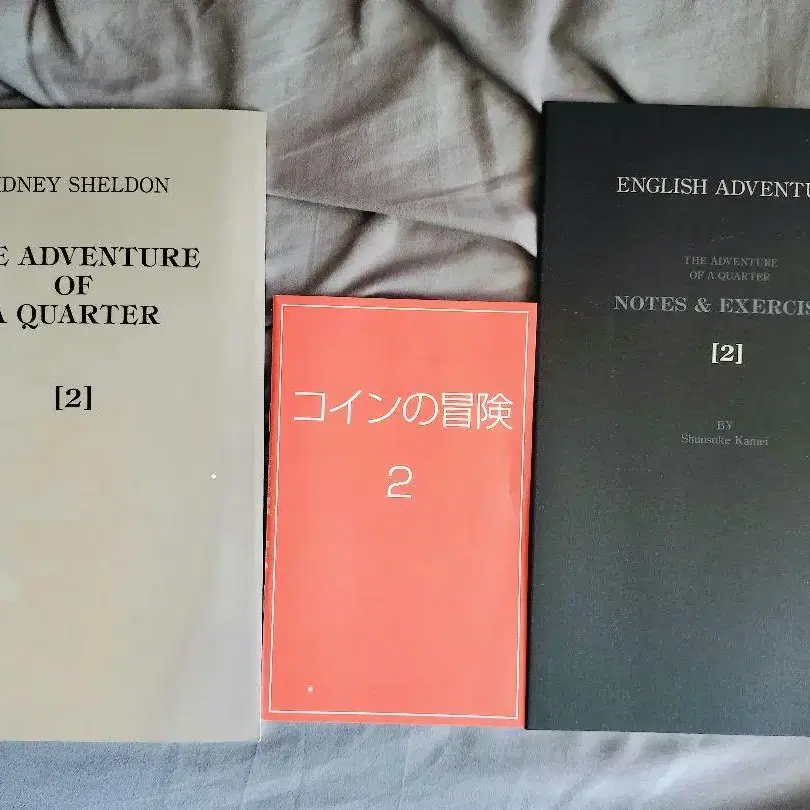 IDNEY SHELDON
E ADVENTURE
OF
A QUARTER
[2]
コインの冒険
2
ENGLISH ADVENTU
THE ADVENTURE
OF A QUARTER
NOTES & EXERCIS
[2]
BY
Shunsuke Kamei